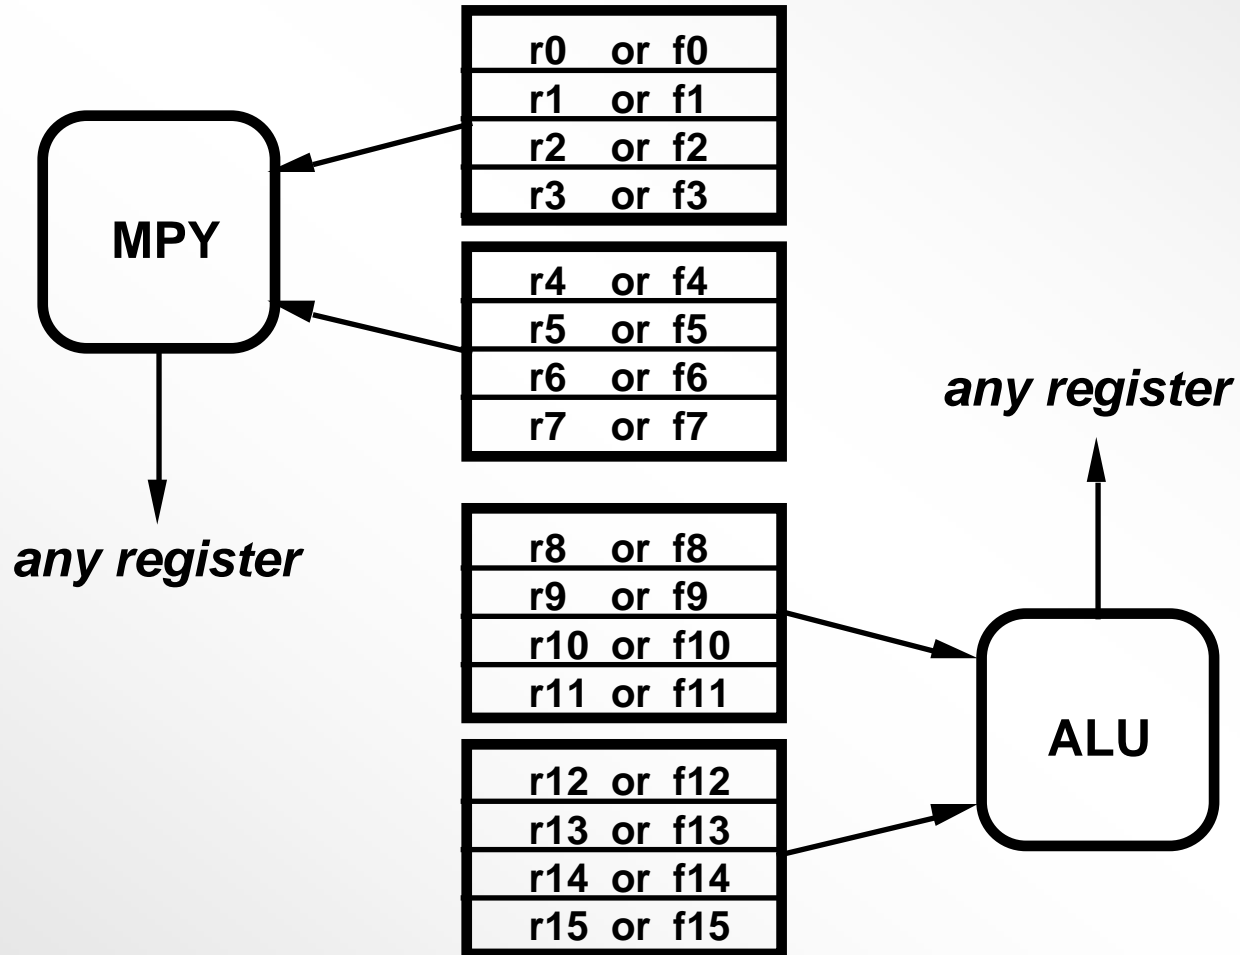 r0 or f0
r1 or f1
r2 or f2
r3 or f3
MPY
r4 or f4
r5 or f5
r6 or f6
r7 or f7
any register
any register
r8 or f8
r9 or f9
r10 or f10
r11 or f11
ALU
r12 or f12
r13 or f13
r14 or f14
r15 or f15